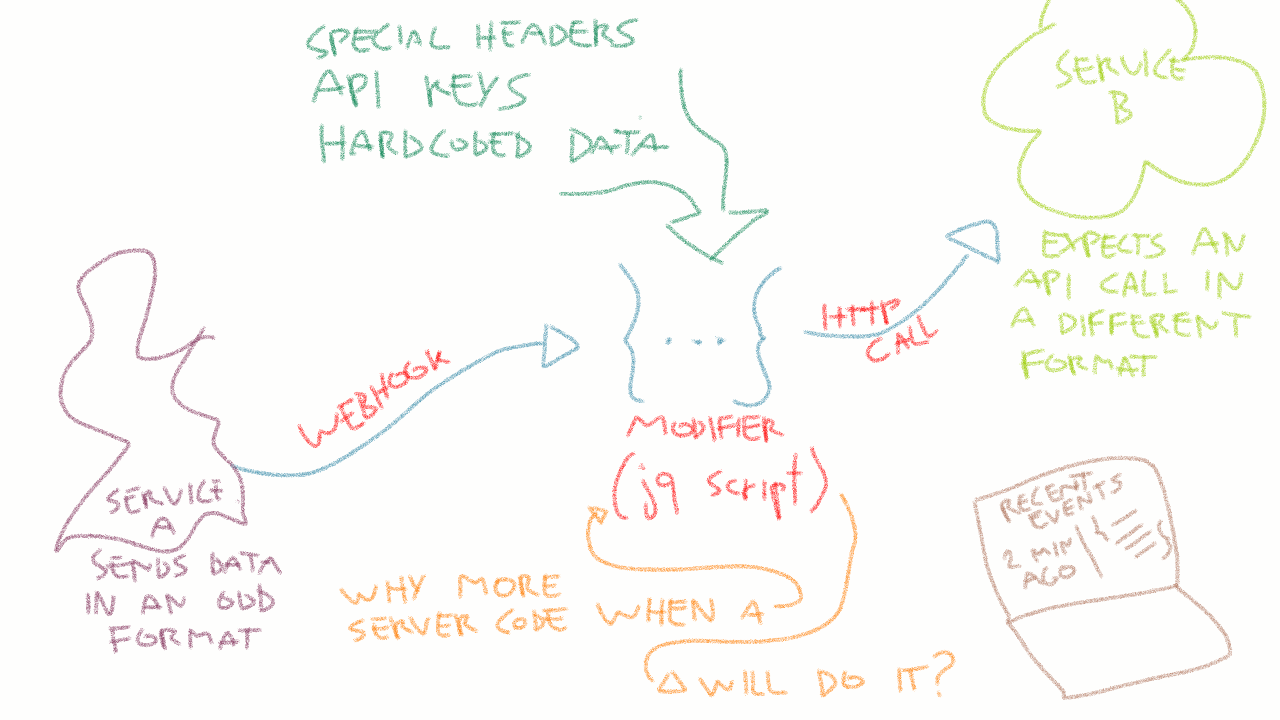 SPECIAL HEADERS
API KEYS
HARDCODED DATA
SERVICE
B
EXPECTS AN
API CALL IN
A DIFFERENT
FORMAT
HTTP
CALL
WEBHOOK
...
MODIFIER
(jq script)
SERVICE
A
SENDS DATA
IN AN ODD
FORMAT
WHY MORE
SERVER CODE WHEN A
WILL DO IT?
RECENT
EVENTS
2 MIN
AGO